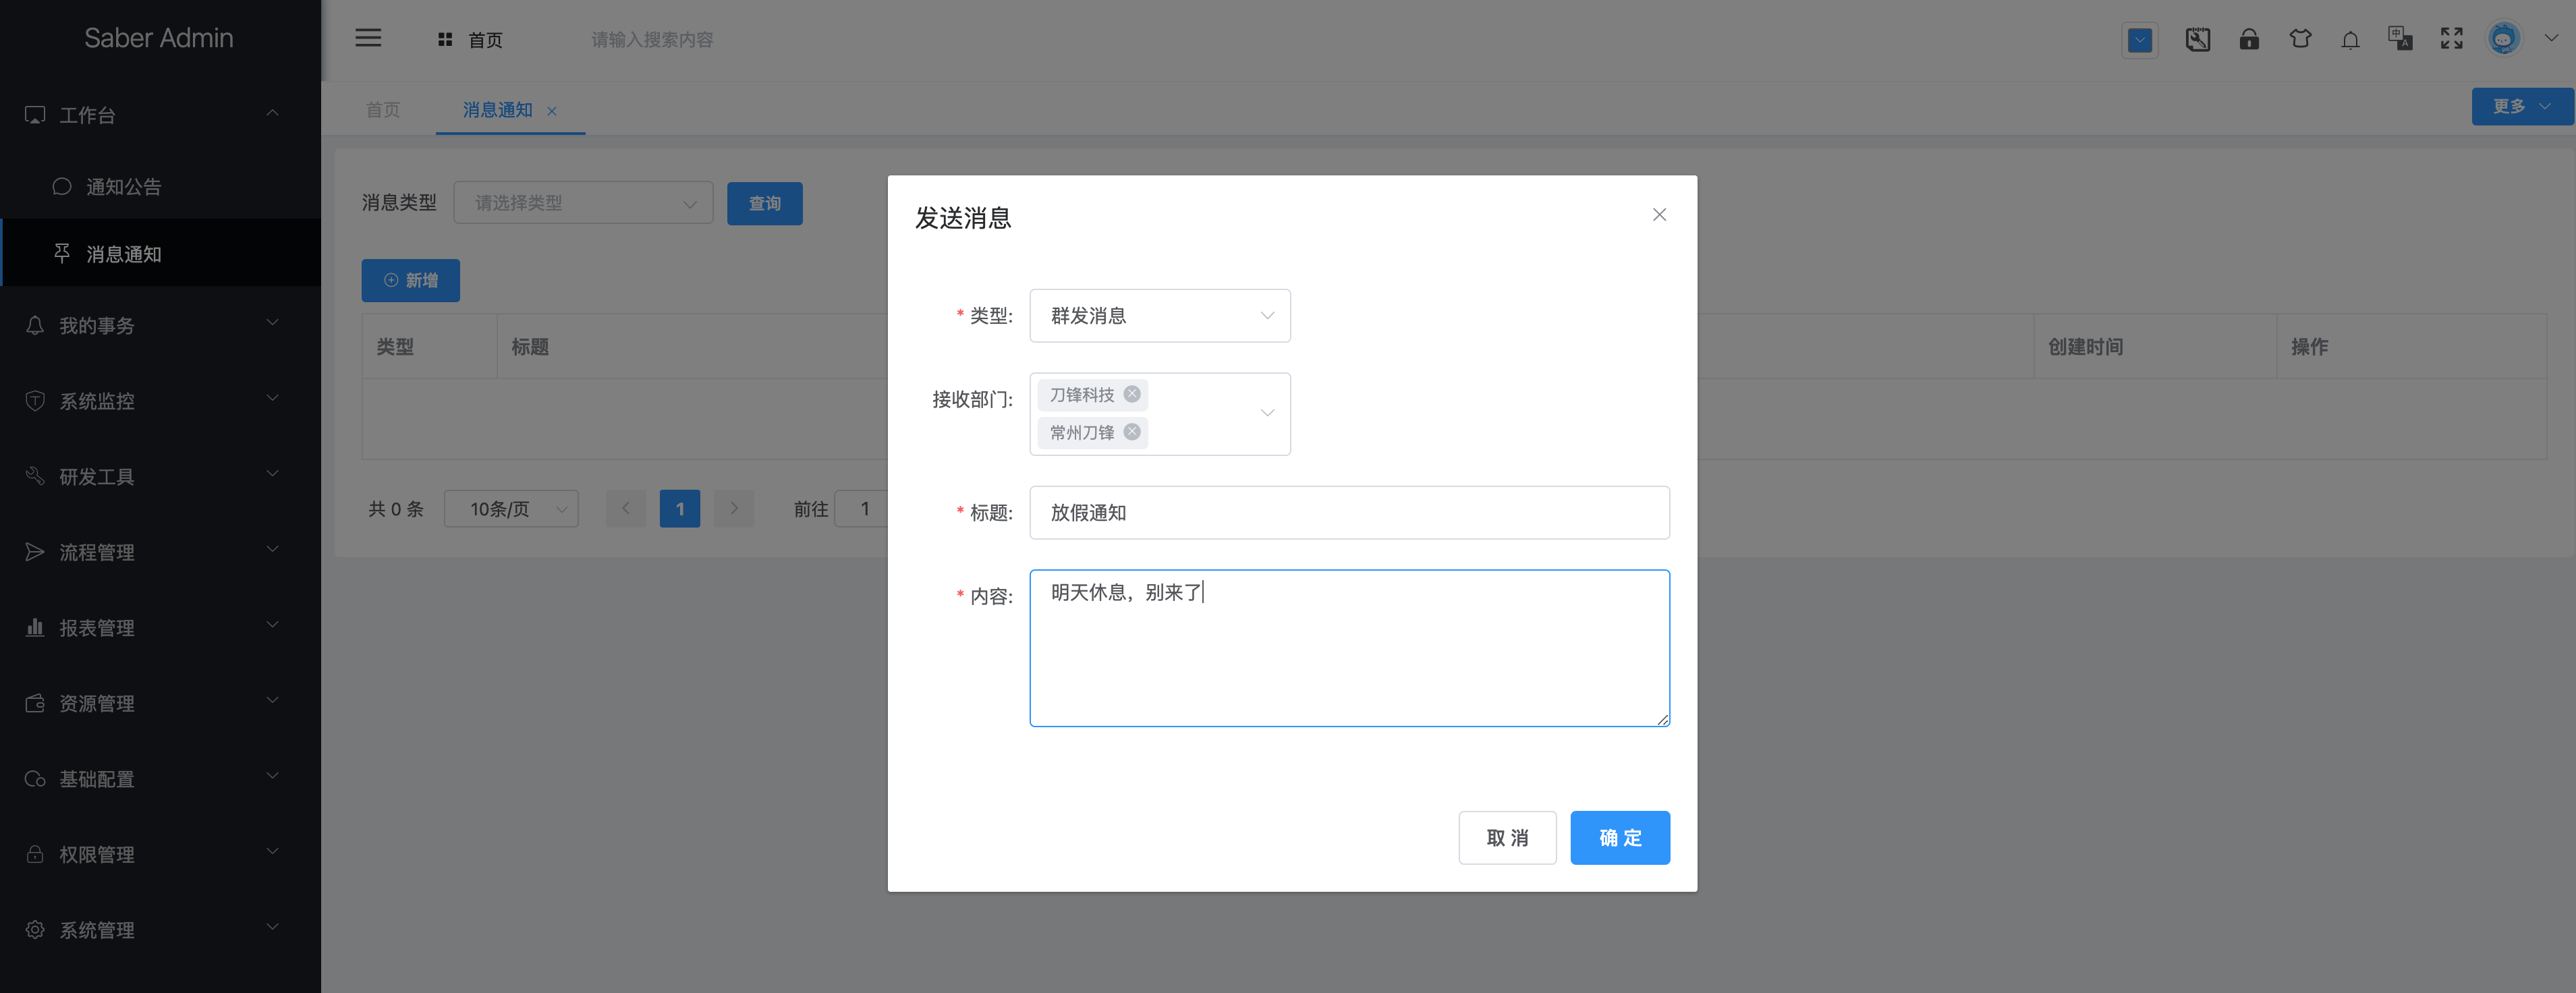 Saber Admin
首页
请输入搜索内容
首页
消息通知
更多
工作台
通知公告
消息通知
我的事务
系统监控
研发工具
流程管理
报表管理
资源管理
基础配置
权限管理
系统管理
消息类型
请选择类型
查询
新增
类型
标题
创建时间
操作
共 0 条
10条/页
1
前往
1
发送消息
* 类型:
群发消息
接收部门:
刀锋科技
常州刀锋
* 标题:
放假通知
* 内容:
明天休息，别来了
取 消
确 定
中
A